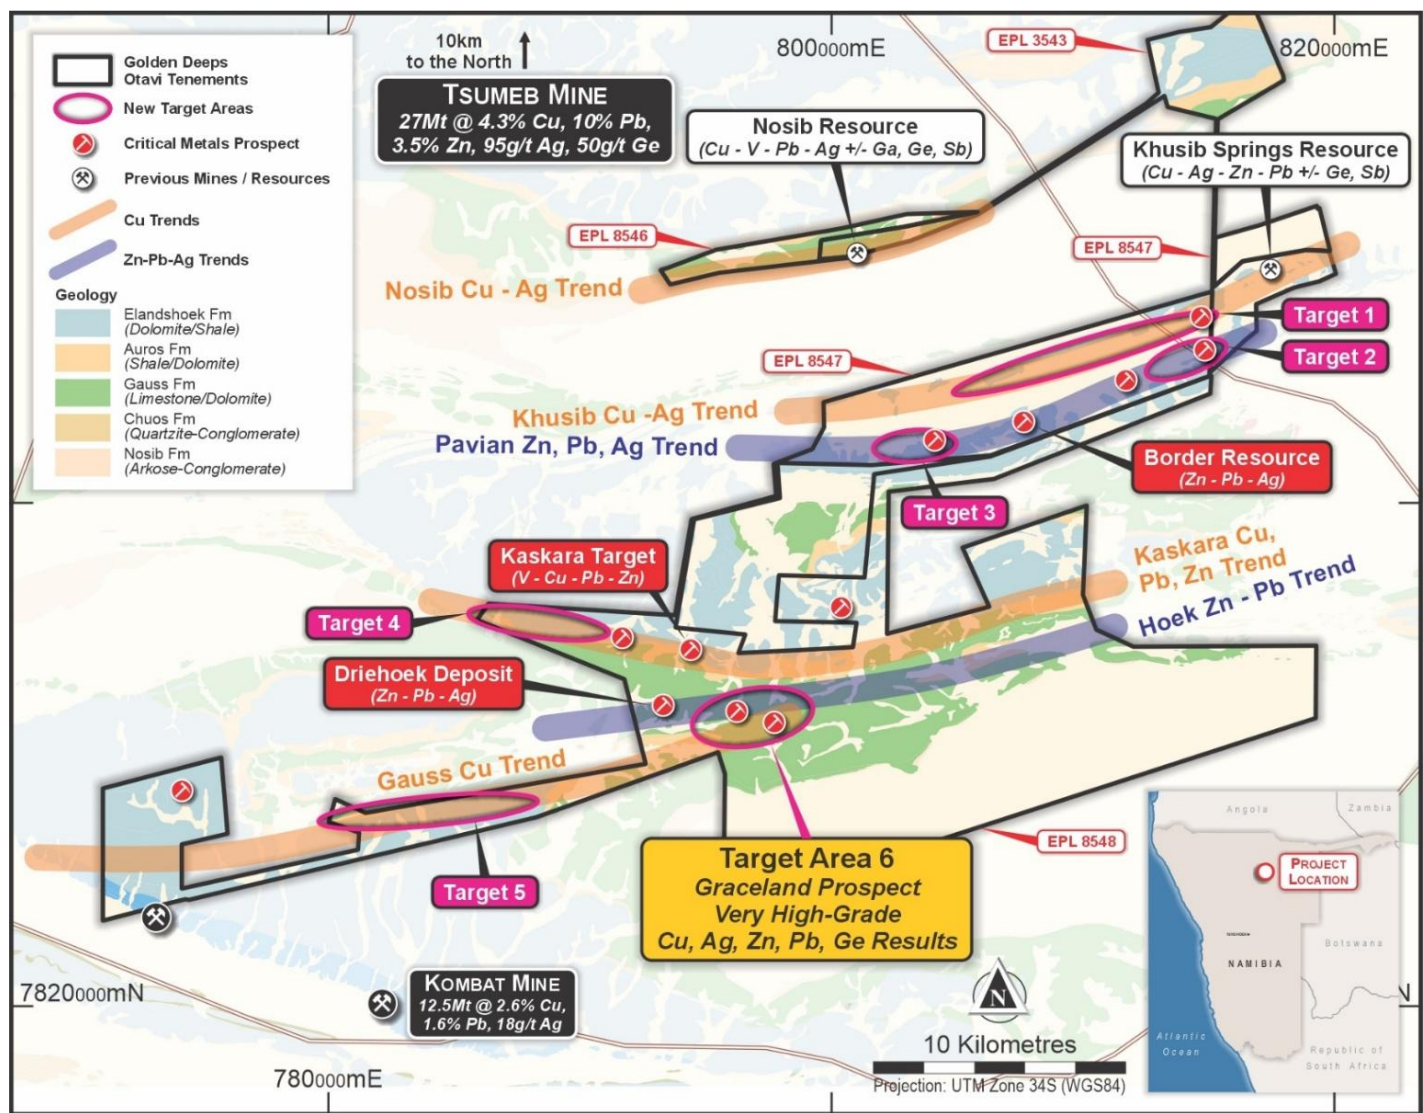 10km
to the North
800000mE
EPL 3543
820000mE
Golden Deeps
Otavi Tenements
New Target Areas
Critical Metals Prospect
Previous Mines / Resources
Cu Trends
Zn-Pb-Ag Trends
Geology
Elandshoek Fm
(Dolomite/Shale)
Auros Fm
(Shale/Dolomite)
Gauss Fm
(Limestone/Dolomite)
Chuos Fm
(Quartzite-Conglomerate)
Nosib Fm
(Arkose-Conglomerate)
TSUMEB MINE
27Mt @ 4.3% Cu, 10% Pb,
3.5% Zn, 95g/t Ag, 50g/t Ge
Nosib Resource
(Cu - V - Pb - Ag +/- Ga, Ge, Sb)
Khusib Springs Resource
(Cu - Ag - Zn - Pb +/- Ge, Sb)
EPL 8546
EPL 8547
Nosib Cu - Ag Trend
Target 1
Target 2
EPL 8547
Khusib Cu -Ag Trend
Pavian Zn, Pb, Ag Trend
Border Resource
(Zn - Pb - Ag)
Target 3
Kaskara Target
(V - Cu - Pb - Zn)
Kaskara Cu,
Pb, Zn Trend
Hoek Zn - Pb Trend
Target 4
Driehoek Deposit
(Zn - Pb - Ag)
Gauss Cu Trend
Target 5
Target Area 6
Graceland Prospect
Very High-Grade
Cu, Ag, Zn, Pb, Ge Results
EPL 8548
KOMBAT MINE
12.5Mt @ 2.6% Cu,
1.6% Pb, 18g/t Ag
7820000mN
N
780000mE
N
10 Kilometres
Projection: UTM Zone 34S (WGS84)
Angola
Zambia
PROJECT
LOCATION
NAMIBIA
Botswana
Atlantic
Ocean
Republic of
South Africa